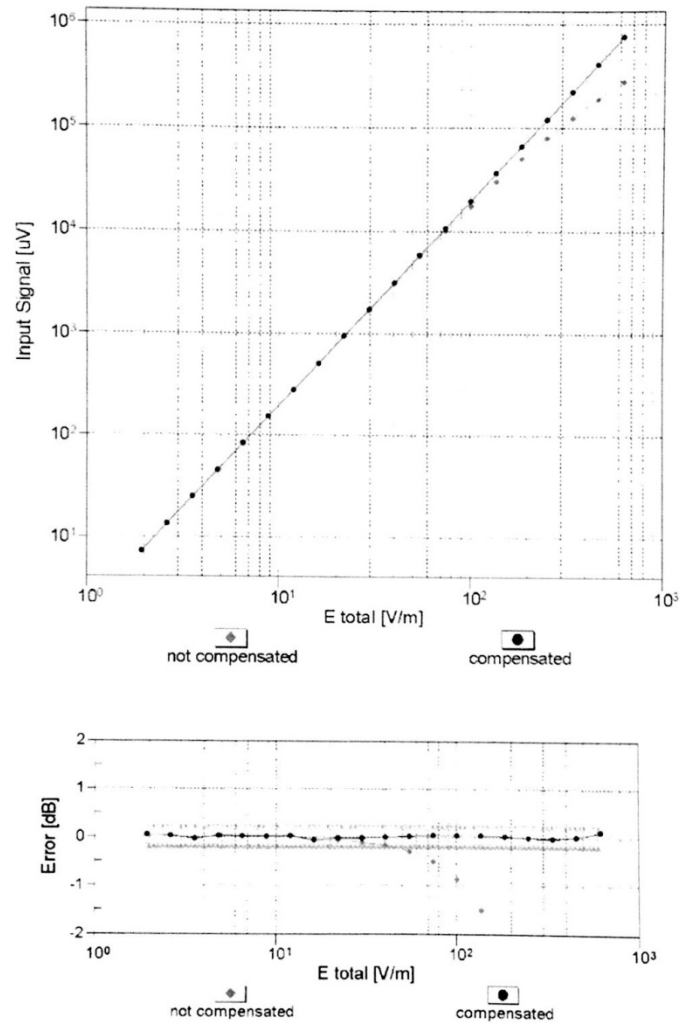 10⁶
10⁵
10⁴
10³
10²
10¹
Input Signal [uV]
10⁰ 10¹ 10² 10³
E total [V/m]
not compensated compensated
2
1
0
-1
-2
Error [dB]
10⁰ 10¹ 10² 10³
E total [V/m]
not compensated compensated